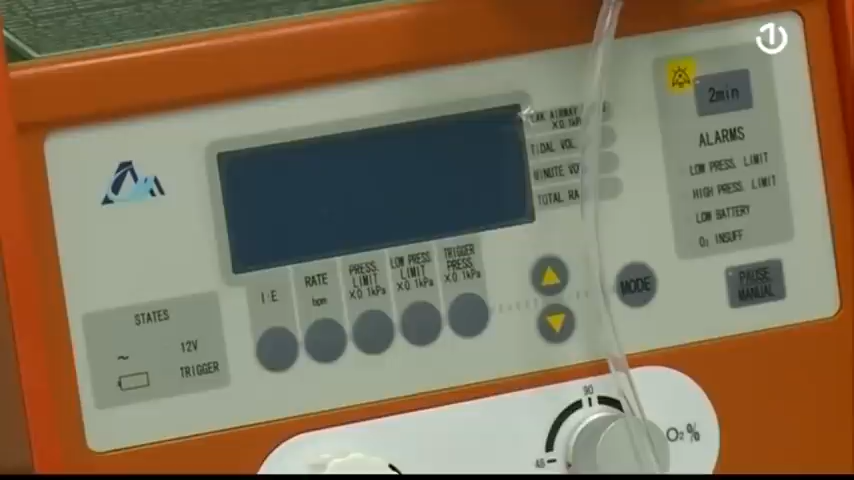 1
2min
ALARMS
LOW PRESS. LIMIT
HIGH PRESS. LIMIT
LOW BATTERY
O₂ INSUFF
PEAK AIRWAY
X0.1kPa
TIDAL VOL
MINUTE VO
TOTAL RA
I:E
RATE
bpm
PRESS.
LIMIT
X0.1kPa
LOW PRESS.
LIMIT
X0.1kPa
TRIGGER
PRESS.
X0.1kPa
MODE
PAUSE
MANUAL
STATES
~ 12V
TRIGGER
90
48
O₂%